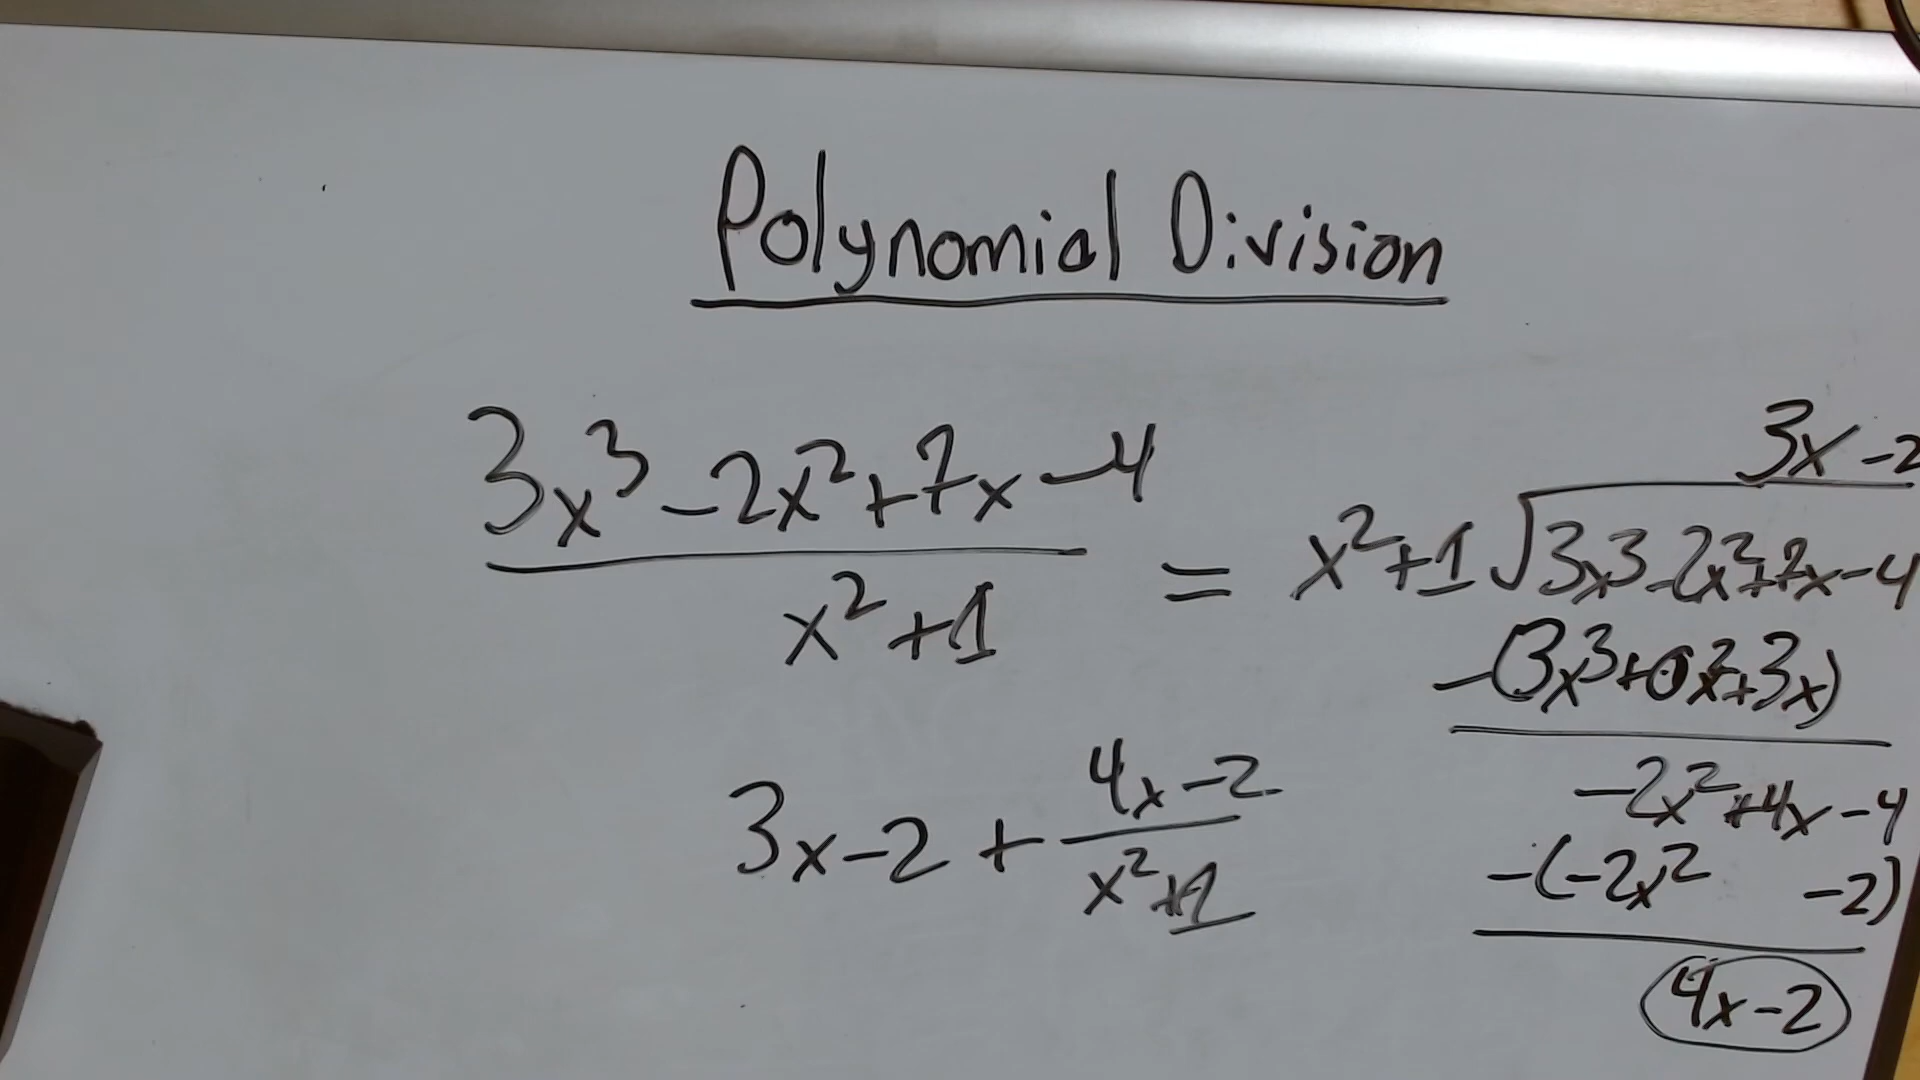 Polynomial Division
3x³ - 2x² + 7x - 4
x² + 1
=
3x - 2 + 4x - 2
x² + 1
3x - 2
x² + 1 √3x³ - 2x² + 7x - 4
-(3x³ + 0x² + 3x)
-2x² + 4x - 4
-(-2x² -2)
4x - 2